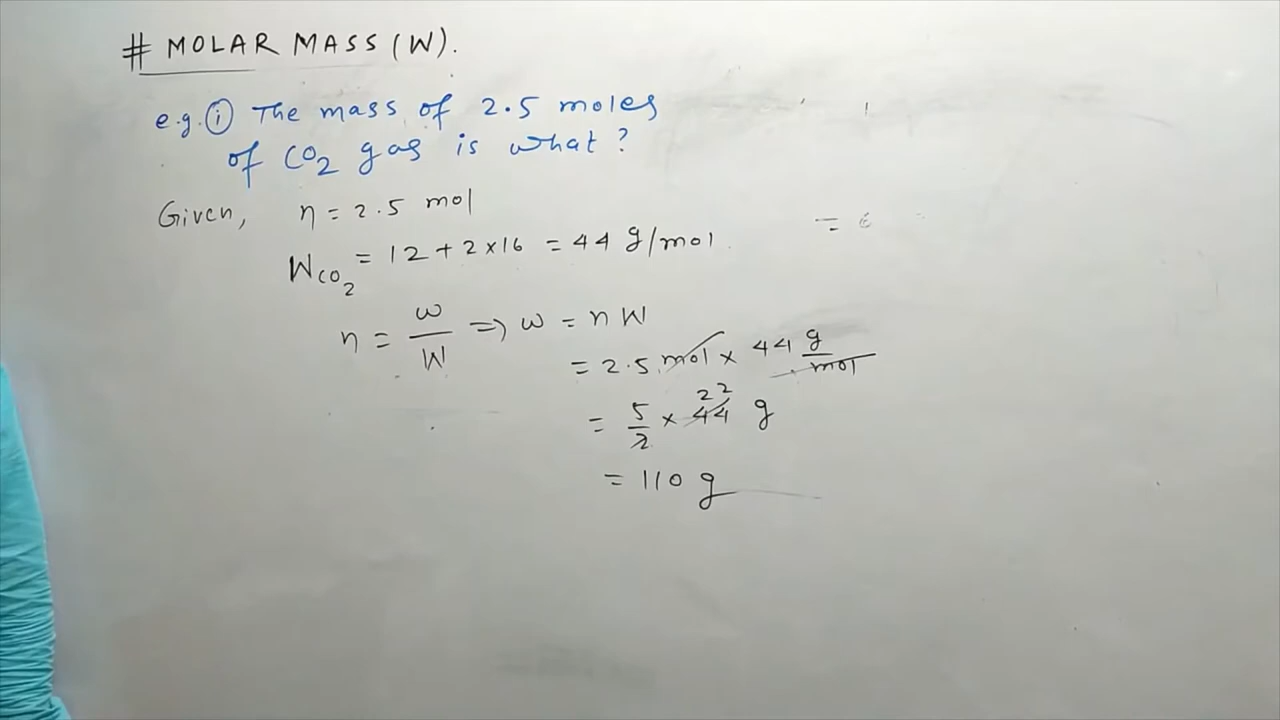 # MOLAR MASS (W).
e.g. (i) The mass of 2.5 moles
of CO₂ gas is what?
Given, n = 2.5 mol
W_CO₂ = 12 + 2×16 = 44 g/mol.
n = w/W ⇒ w = nW
= 2.5 mol × 44 g/mol
= 5/2 × 44 22 g
= 110 g